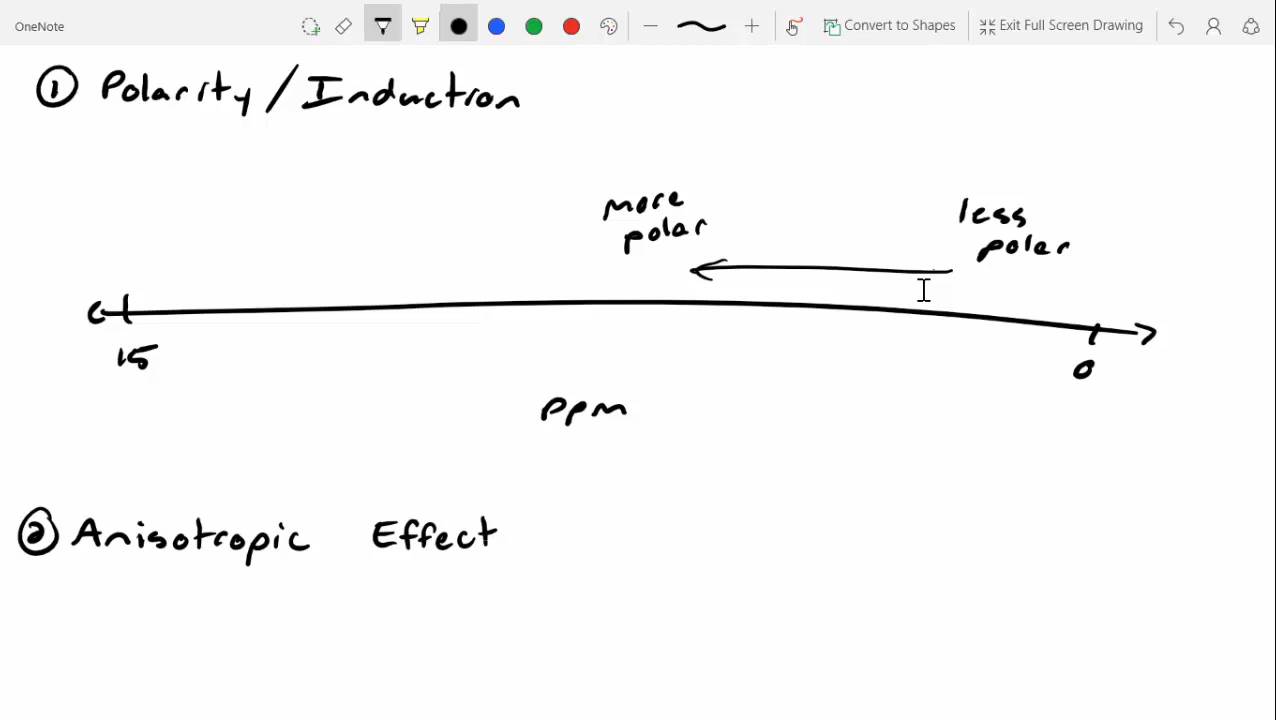 OneNote
Convert to Shapes
Exit Full Screen Drawing
① Polarity / Induction
more
polar
less
polar
15
0
ppm
② Anisotropic Effect